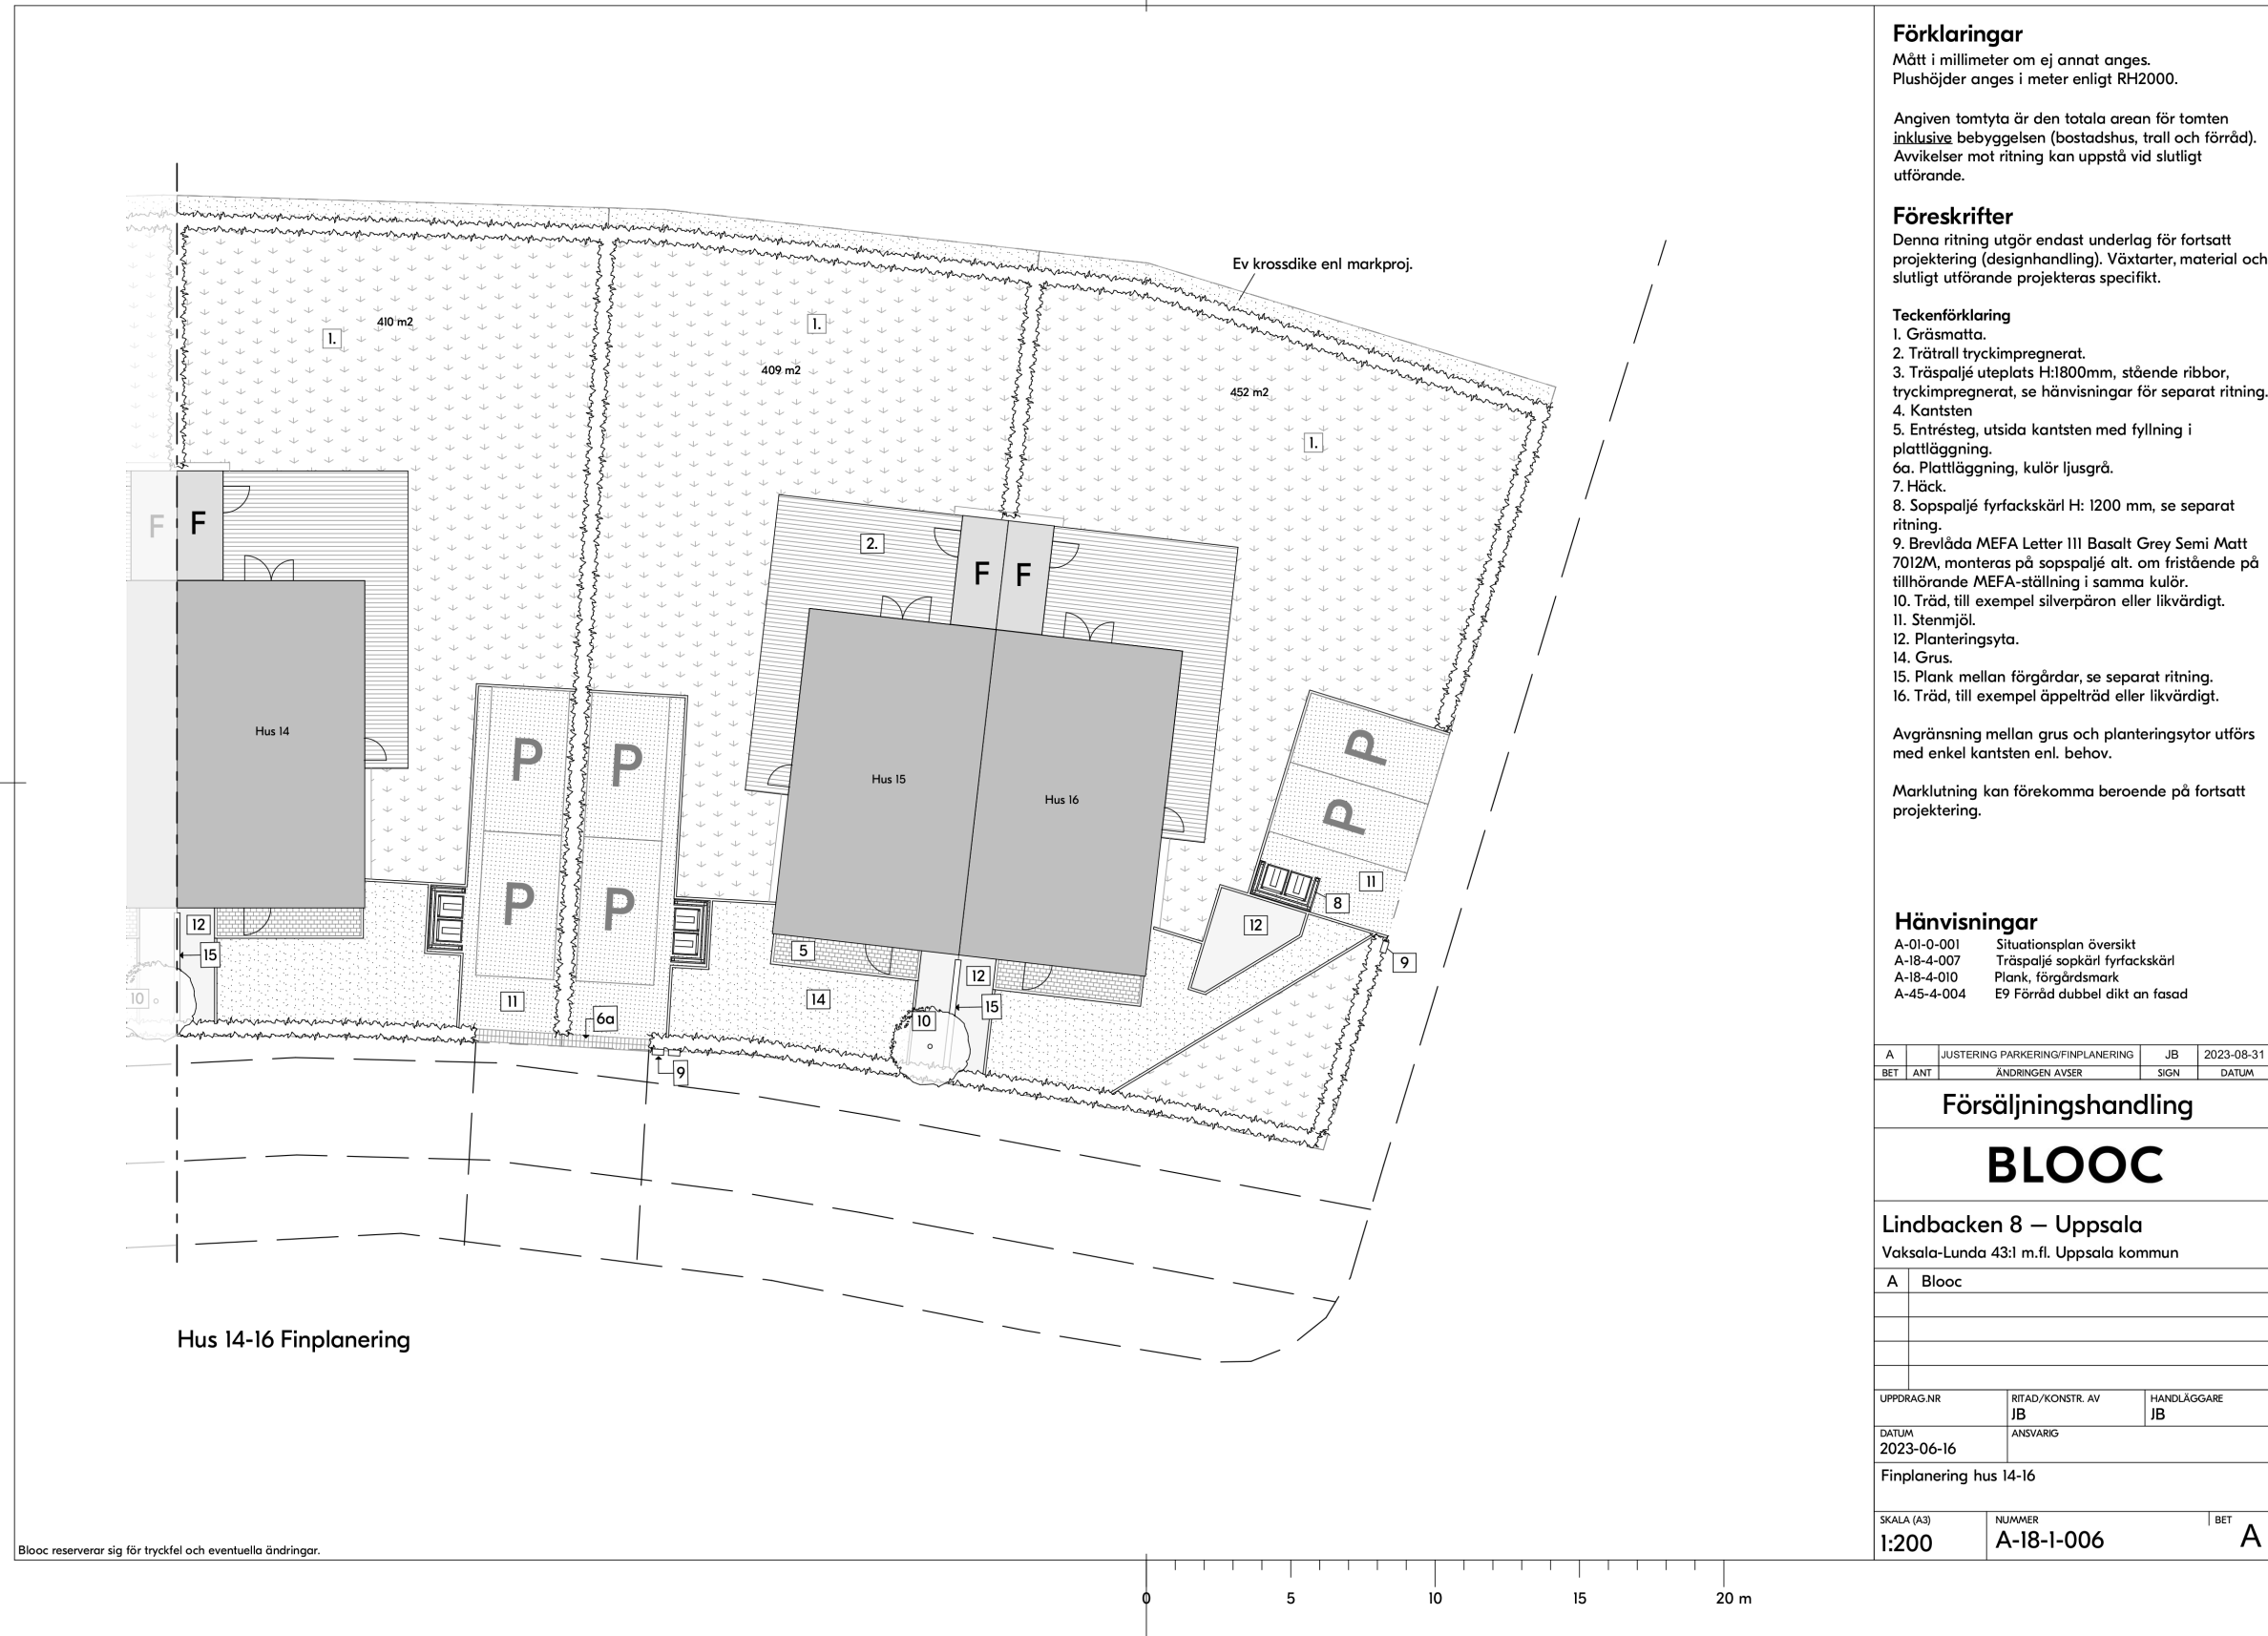 Förklaringar
Mått i millimeter om ej annat anges.
Plushöjder anges i meter enligt RH2000.
Angiven tomtyta är den totala arean för tomten
inklusive bebyggelsen (bostadshus, trall och förråd).
Avvikelser mot ritning kan uppstå vid slutligt
utförande.
Föreskrifter
Denna ritning utgör endast underlag för fortsatt
projektering (designhandling). Växtarter, material och
slutligt utförande projekteras specifikt.
Teckenförklaring
1. Gräsmatta.
2. Trätrall tryckimpregnerat.
3. Träspaljé uteplats H:1800mm, stående ribbor,
tryckimpregnerat, se hänvisningar för separat ritning.
4. Kantsten
5. Entrésteg, utsida kantsten med fyllning i
plattläggning.
6a. Plattläggning, kulör ljusgrå.
7. Häck.
8. Sopspaljé fyrfackskärl H: 1200 mm, se separat
ritning.
9. Brevlåda MEFA Letter 111 Basalt Grey Semi Matt
7012M, monteras på sopspaljé alt. om fristående på
tillhörande MEFA-ställning i samma kulör.
10. Träd, till exempel silverpäron eller likvärdigt.
11. Stenmjöl.
12. Planteringsyta.
14. Grus.
15. Plank mellan förgårdar, se separat ritning.
16. Träd, till exempel äppelträd eller likvärdigt.
Avgränsning mellan grus och planteringsytor utförs
med enkel kantsten enl. behov.
Marklutning kan förekomma beroende på fortsatt
projektering.
Hänvisningar
A-01-0-001 Situationsplan översikt
A-18-4-007 Träspaljé sopkärl fyrfackskärl
A-18-4-010 Plank, förgårdsmark
A-45-4-004 E9 Förråd dubbel dikt an fasad
A JUSTERING PARKERING/FINPLANERING JB 2023-08-31
BET ANT ÄNDRINGEN AVSER SIGN DATUM
Försäljningshandling
BLOOC
Lindbacken 8 – Uppsala
Vaksala-Lunda 43:1 m.fl. Uppsala kommun
A Blooc
UPPDRAG.NR RITAD/KONSTR. AV HANDLÄGGARE
JB JB
DATUM ANSVARIG
2023-06-16
Finplanering hus 14-16
SKALA (A3) NUMMER BET
1:200 A-18-1-006 A
Ev krossdike enl markproj.
410 m2
1.
1.
409 m2
452 m2
1.
F F
2.
F F
Hus 14
P P
P
Hus 15
Hus 16
P
P P
11
8
12
12
15
5
12
9
10
11
6a
14
10
15
9
Hus 14-16 Finplanering
Blooc reserverar sig för tryckfel och eventuella ändringar.
0 5 10 15 20 m